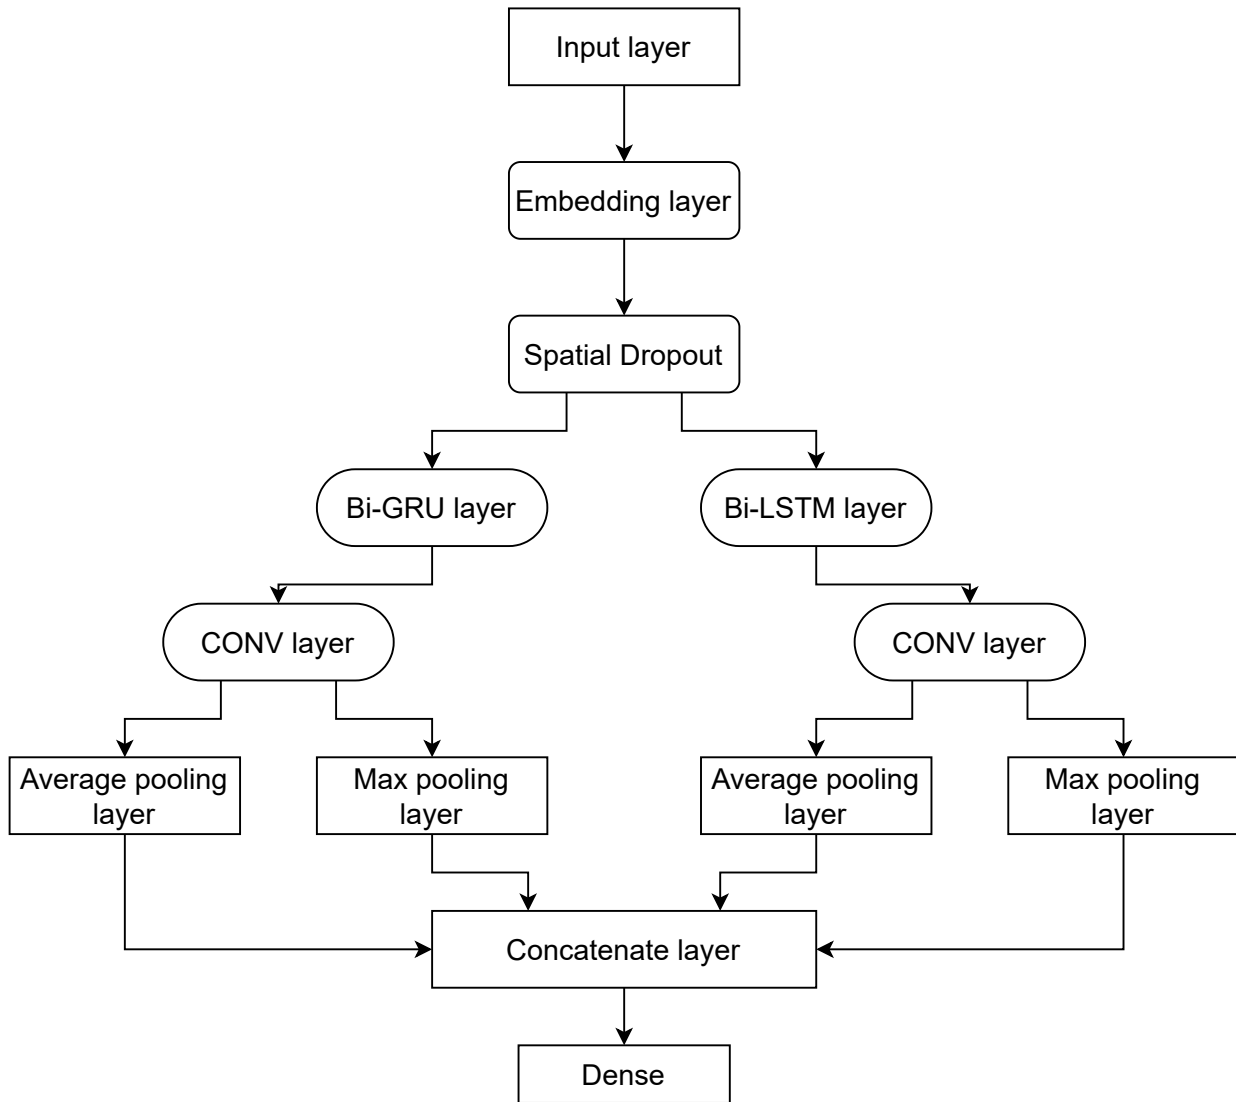 Input layer
Embedding layer
Spatial Dropout
Bi-GRU layer
Bi-LSTM layer
CONV layer
CONV layer
Average pooling
layer
Max pooling
layer
Average pooling
layer
Max pooling
layer
Concatenate layer
Dense